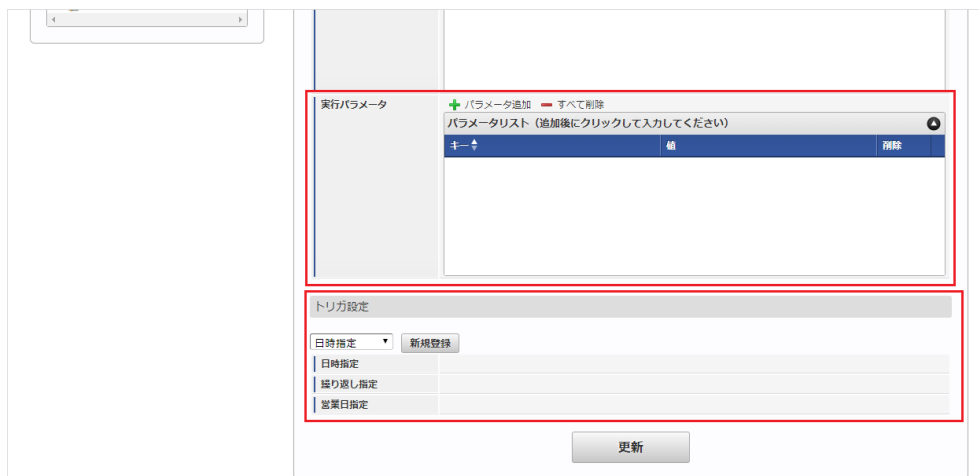 実行パラメータ
パラメータ追加 すべて削除
パラメータリスト（追加後にクリックして入力してください）
キー 値 削除
トリガ設定
日時指定 新規登録
日時指定
繰り返し指定
営業日指定
更新